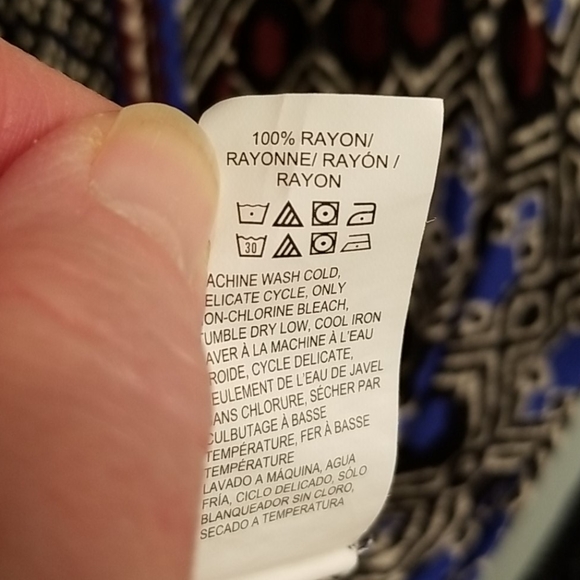 100% RAYON/
RAYONNE/ RAYÓN /
RAYON
30
ACHINE WASH COLD,
ELICATE CYCLE, ONLY
ON-CHLORINE BLEACH,
UMBLE DRY LOW, COOL IRON
AVER À LA MACHINE À L'EAU
ROIDE, CYCLE DELICATE,
EULEMENT DE L'EAU DE JAVEL
ANS CHLORURE, SÉCHER PAR
CULBUTAGE À BASSE
TEMPÉRATURE, FER À BASSE
TEMPÉRATURE
LAVADO A MÁQUINA, AGUA
FRÍA, CICLO DELICADO, SÓLO
BLANQUEADOR SIN CLORO,
SECADO A TEMPERATURA